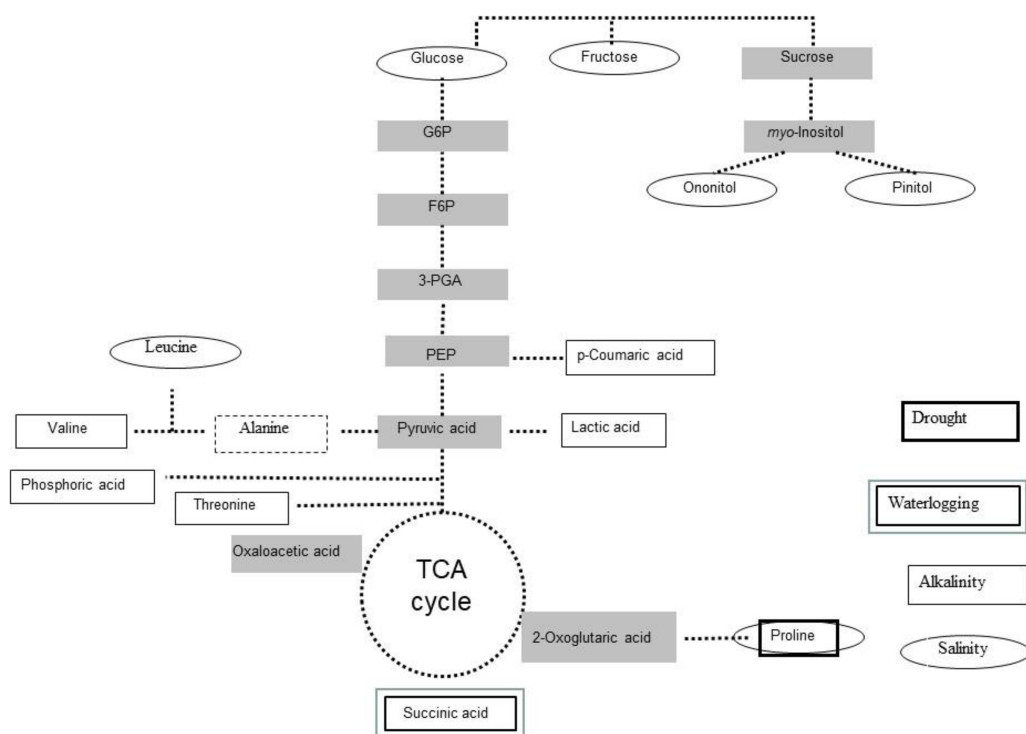 Glucose
Fructose
Sucrose
G6P
myo-Inositol
Ononitol
Pinitol
F6P
3-PGA
Leucine
PEP
p-Coumaric acid
Valine
Alanine
Pyruvic acid
Lactic acid
Drought
Phosphoric acid
Threonine
Waterlogging
Oxaloacetic acid
TCA
cycle
Alkalinity
2-Oxoglutaric acid
Proline
Salinity
Succinic acid